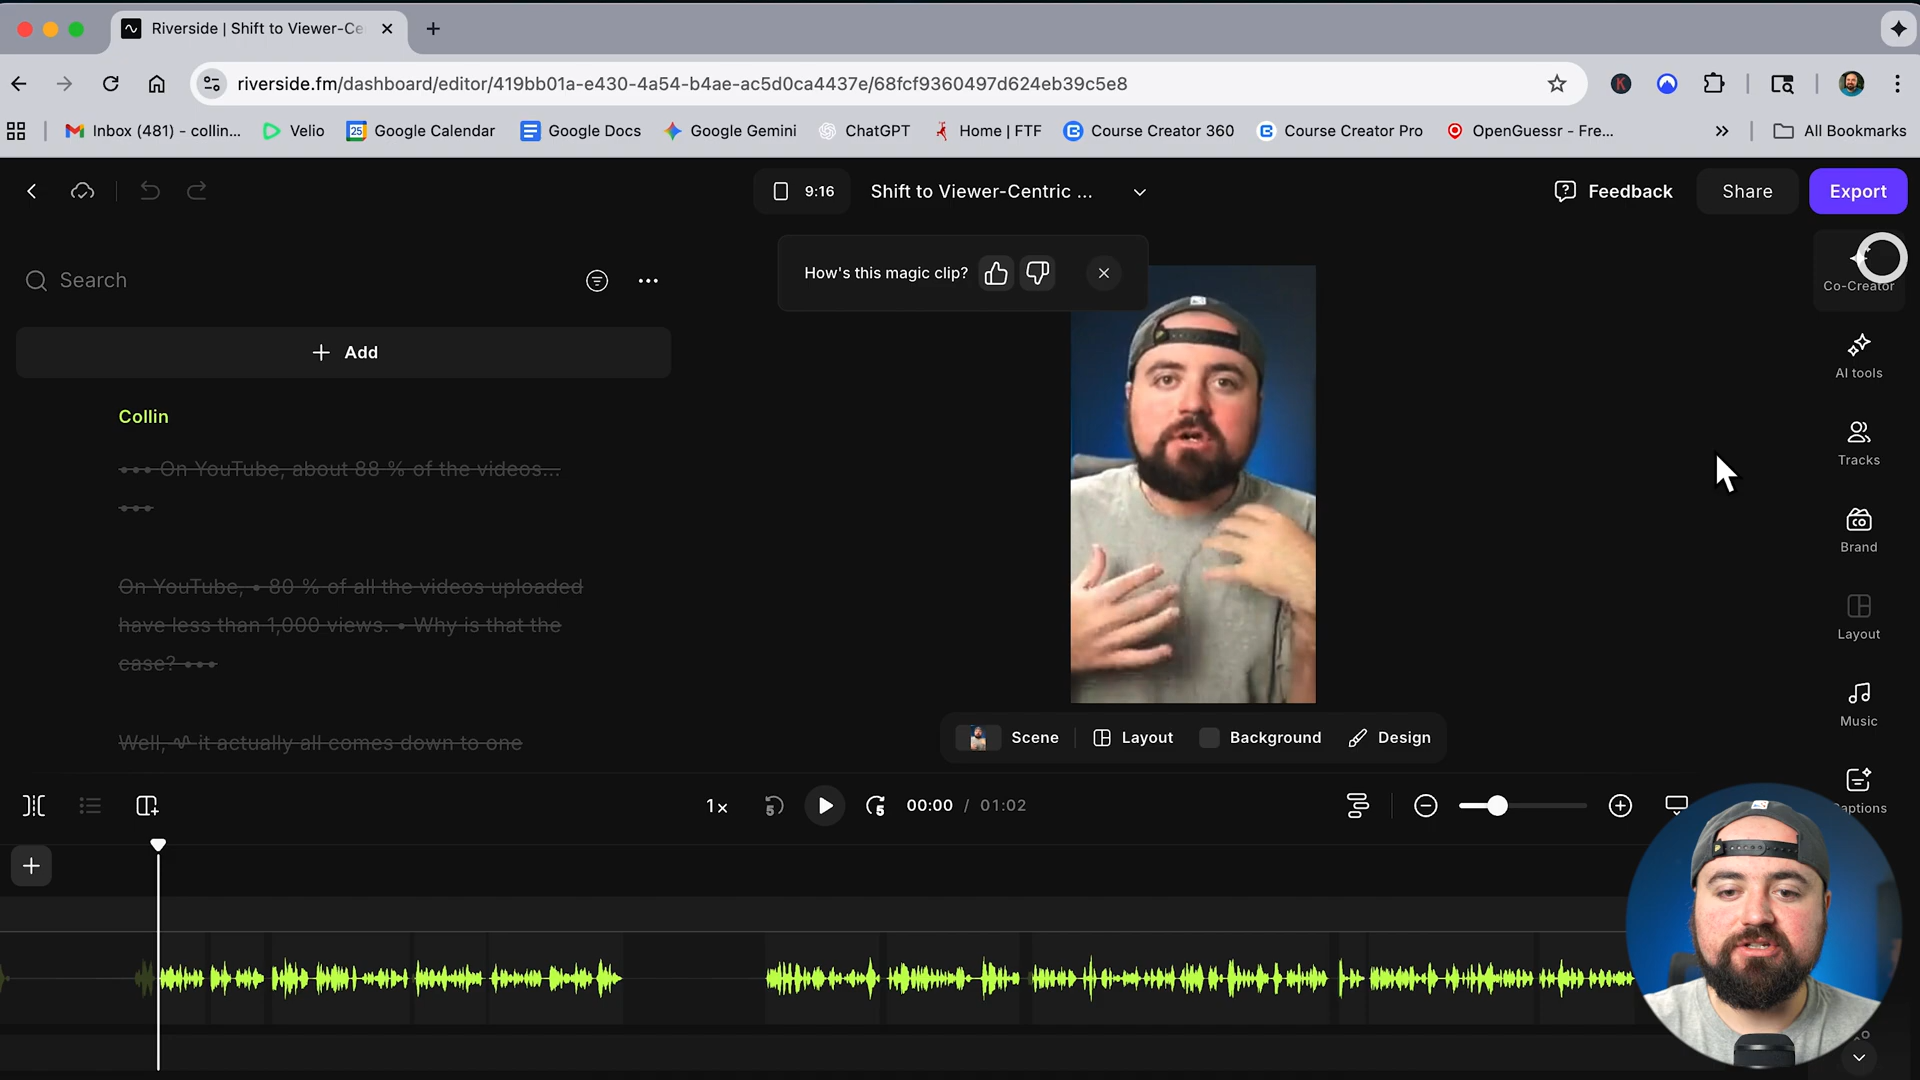 Riverside | Shift to Viewer-Ce
riverside.fm/dashboard/editor/419bb01a-e430-4a54-b4ae-ac5d0ca4437e/68fcf9360497d624eb39c5e8
Inbox (481) - collin...
Velio
25
Google Calendar
Google Docs
Google Gemini
ChatGPT
Home | FTF
Course Creator 360
Course Creator Pro
OpenGuessr - Fre...
All Bookmarks
9:16
Shift to Viewer-Centric ...
Feedback
Share
Export
Search
How's this magic clip?
Co-Creator
Add
AI tools
Collin
Tracks
••• On YouTube, about 88 % of the videos...
•••
Brand
On YouTube, • 80 % of all the videos uploaded
have less than 1,000 views. • Why is that the
case? •••
Layout
Music
Well, it actually all comes down to one
Scene
Layout
Background
Design
1x
5
5
00:00 / 01:02